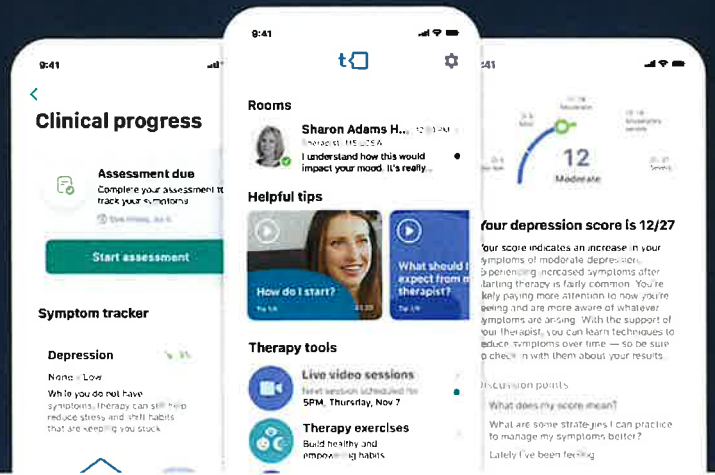 9:41
Clinical progress
Assessment due
Complete your assessment to
track your symptoms
Start assessment
Symptom tracker
Depression
None - Low
While you do not have
symptoms, therapy can still help
reduce stress and shift habits
that are keeping you stuck
9:41
Rooms
Sharon Adams H...
I understand how this would
impact your mood. It's really...
Helpful tips
How do I start?
Tip 1/6
What should I
expect from m
therapist?
Therapy tools
Live video sessions
Next session scheduled for
5PM, Thursday, Nov 7
Therapy exercises
Build healthy and
empowering habits
:41
Moderate
12
Moderate
Your depression score is 12/27
Your score indicates an increase in your
symptoms of moderate depression.
Experiencing increased symptoms after
starting therapy is fairly common. You're
likely paying more attention to how you're
feeling and are more aware of whatever
symptoms are arising. With the support of
your therapist, you can learn techniques to
reduce symptoms over time — so be sure
to check in with them about your results.
Discussion points
What does my score mean?
What are some strategies I can practice
to manage my symptoms better?
Lately I've been feeling